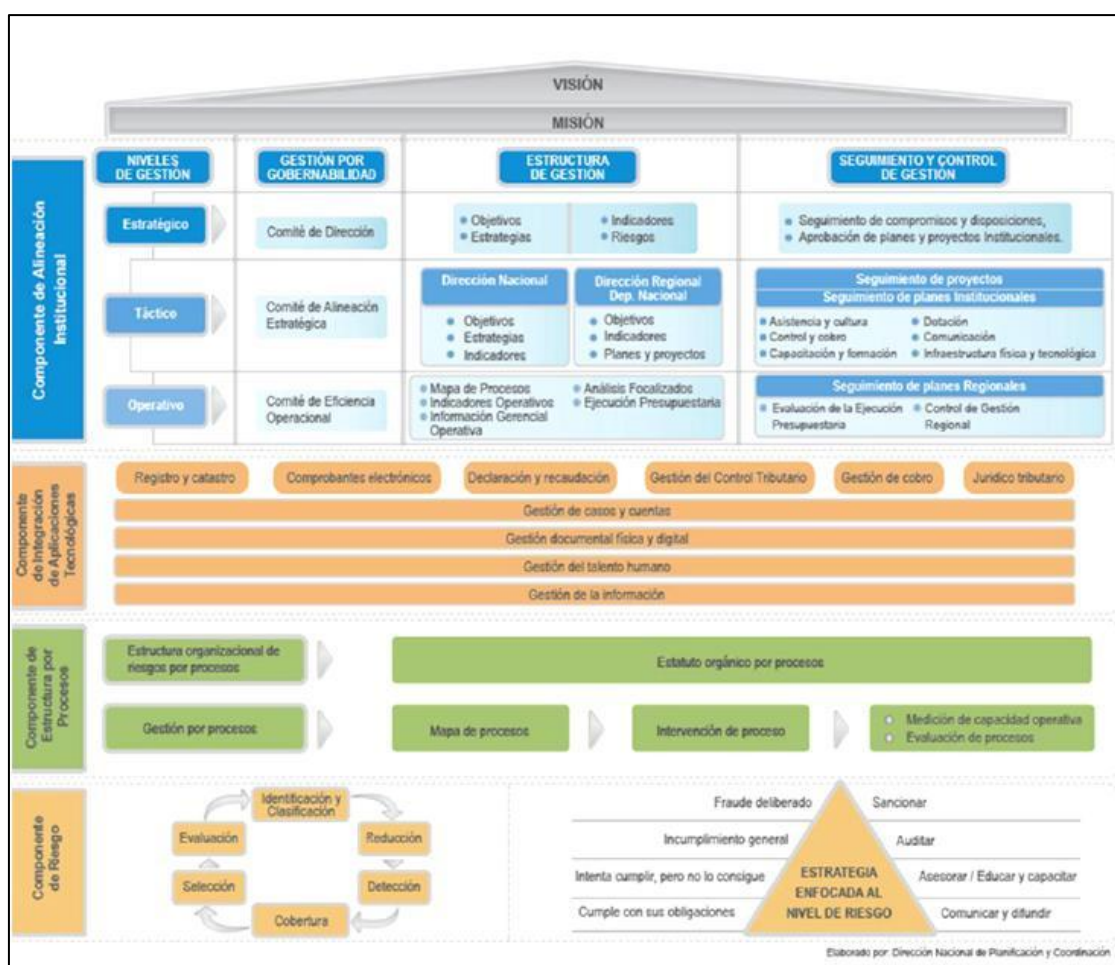 VISIÓN
MISIÓN
Componente de Alineación
Institucional
NIVELES
DE GESTIÓN
GESTIÓN POR
GOBERNABILIDAD
ESTRUCTURA
DE GESTIÓN
SEGUIMIENTO Y CONTROL
DE GESTIÓN
Estratégico
Comité de Dirección
Objetivos
Estrategias
Indicadores
Riesgos
Seguimiento de compromisos y disposiciones,
Aprobación de planes y proyectos Institucionales.
Táctico
Comité de Alineación
Estratégica
Dirección Nacional
Objetivos
Estrategias
Indicadores
Dirección Regional
Dep. Nacional
Objetivos
Indicadores
Planes y proyectos
Seguimiento de proyectos
Seguimiento de planes Institucionales
Asistencia y cultura
Control y cobro
Capacitación y formación
Dotación
Comunicación
Infraestructura física y tecnológica
Operativo
Comité de Eficiencia
Operacional
Mapa de Procesos
Indicadores Operativos
Información Gerencial
Operativa
Análisis Focalizados
Ejecución Presupuestaria
Seguimiento de planes Regionales
Evaluación de la Ejecución
Presupuestaria
Control de Gestión
Regional
Componente
de Integración
de Aplicaciones
Tecnológicas
Registro y catastro
Comprobantes electrónicos
Declaración y recaudación
Gestión del Control Tributario
Gestión de cobro
Jurídico tributario
Gestión de casos y cuentas
Gestión documental física y digital
Gestión del talento humano
Gestión de la información
Componente de
Estructura por
Procesos
Estructura organizacional de
riesgos por procesos
Estatuto orgánico por procesos
Gestión por procesos
Mapa de procesos
Intervención de proceso
Medición de capacidad operativa
Evaluación de procesos
Componente
de Riesgo
Identificación y
Clasificación
Reducción
Detección
Cobertura
Selección
Evaluación
Fraude deliberado
Sancionar
Incumplimiento general
Auditar
Intenta cumplir, pero no lo consigue
Asesorar / Educar y capacitar
Cumple con sus obligaciones
Comunicar y difundir
ESTRATEGIA
ENFOCADA AL
NIVEL DE RIESGO
Elaborado por: Dirección Nacional de Planificación y Coordinación